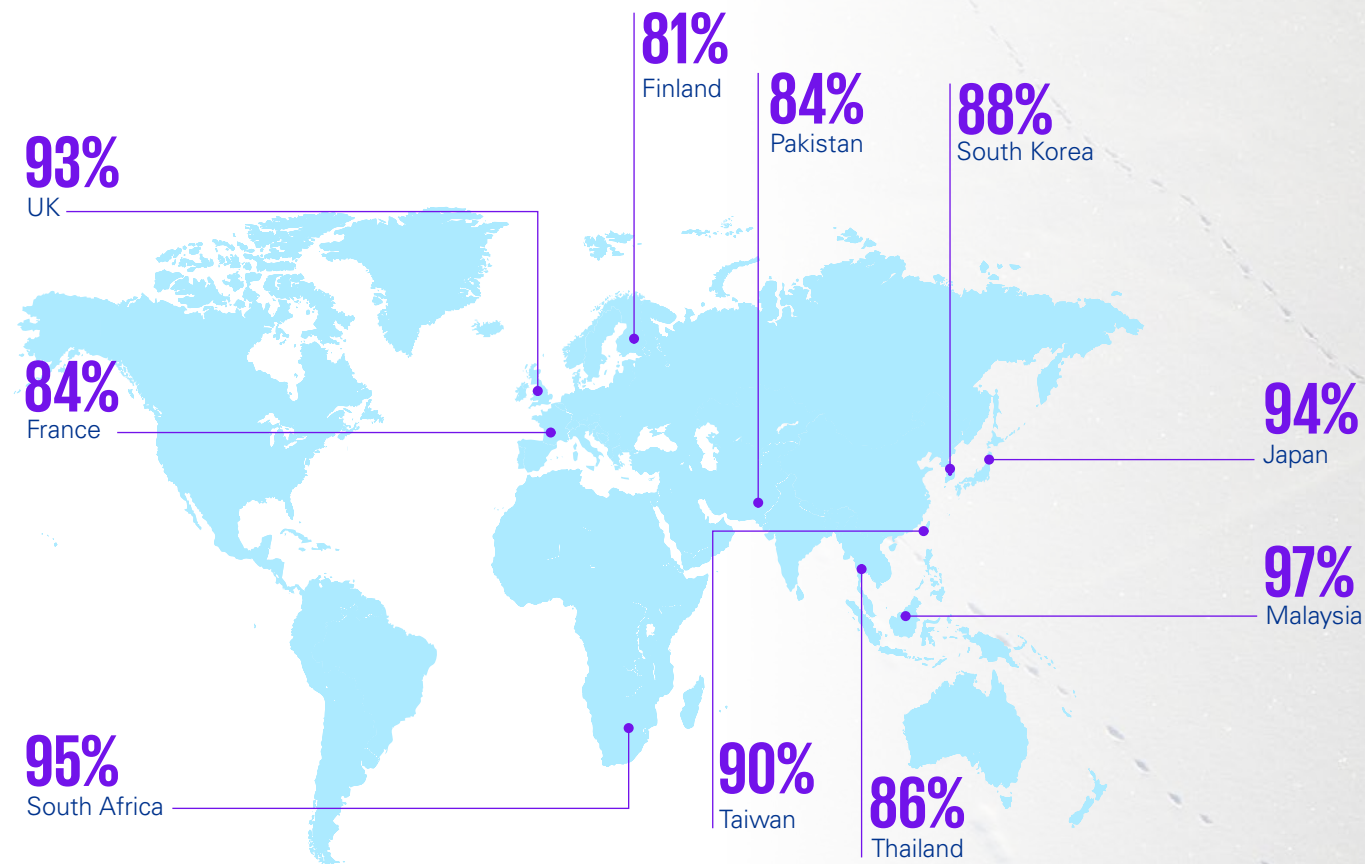 81%
Finland
84%
Pakistan
88%
South Korea
93%
UK
84%
France
94%
Japan
97%
Malaysia
95%
South Africa
90%
Taiwan
86%
Thailand